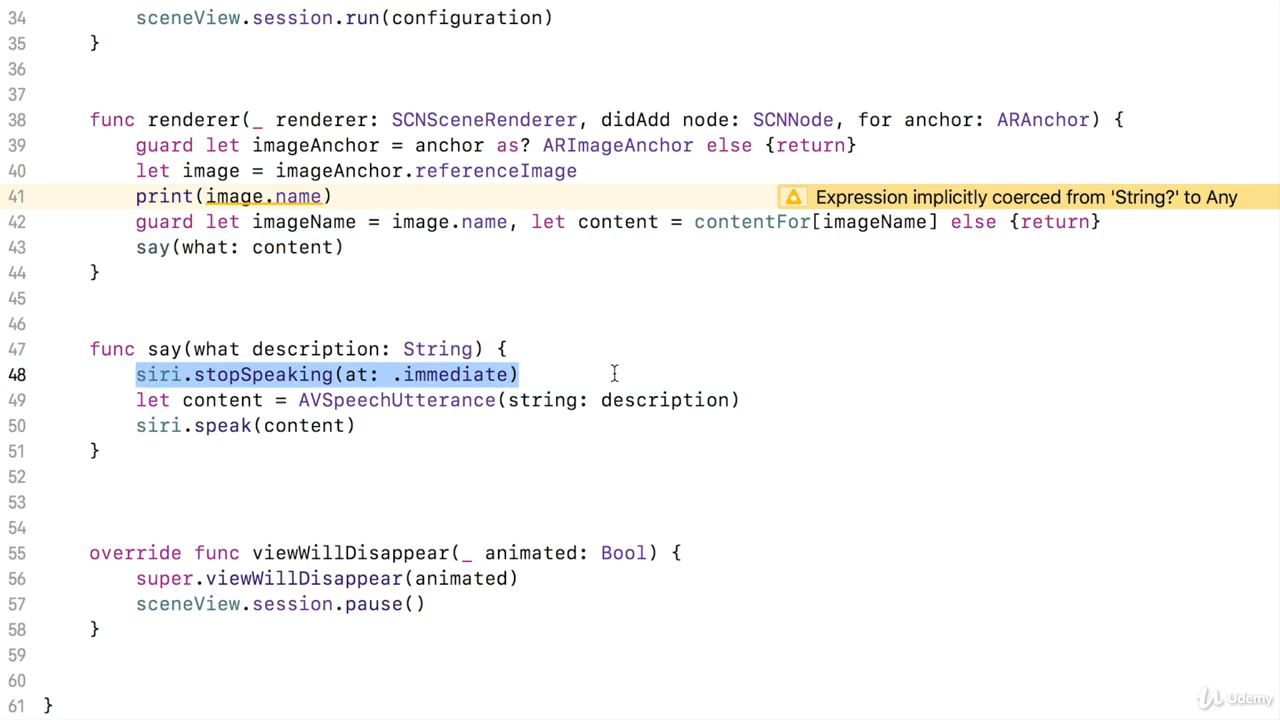 34 sceneView.session.run(configuration)
35 }
36
37
38 func renderer(_ renderer: SCNSceneRenderer, didAdd node: SCNNode, for anchor: ARAnchor) {
39 guard let imageAnchor = anchor as? ARImageAnchor else {return}
40 let image = imageAnchor.referenceImage
41 print(image.name) Expression implicitly coerced from 'String?' to Any
42 guard let imageName = image.name, let content = contentFor[imageName] else {return}
43 say(what: content)
44 }
45
46
47 func say(what description: String) {
48 siri.stopSpeaking(at: .immediate)
49 let content = AVSpeechUtterance(string: description)
50 siri.speak(content)
51 }
52
53
54
55 override func viewWillDisappear(_ animated: Bool) {
56 super.viewWillDisappear(animated)
57 sceneView.session.pause()
58 }
59
60
61 }
Udemy